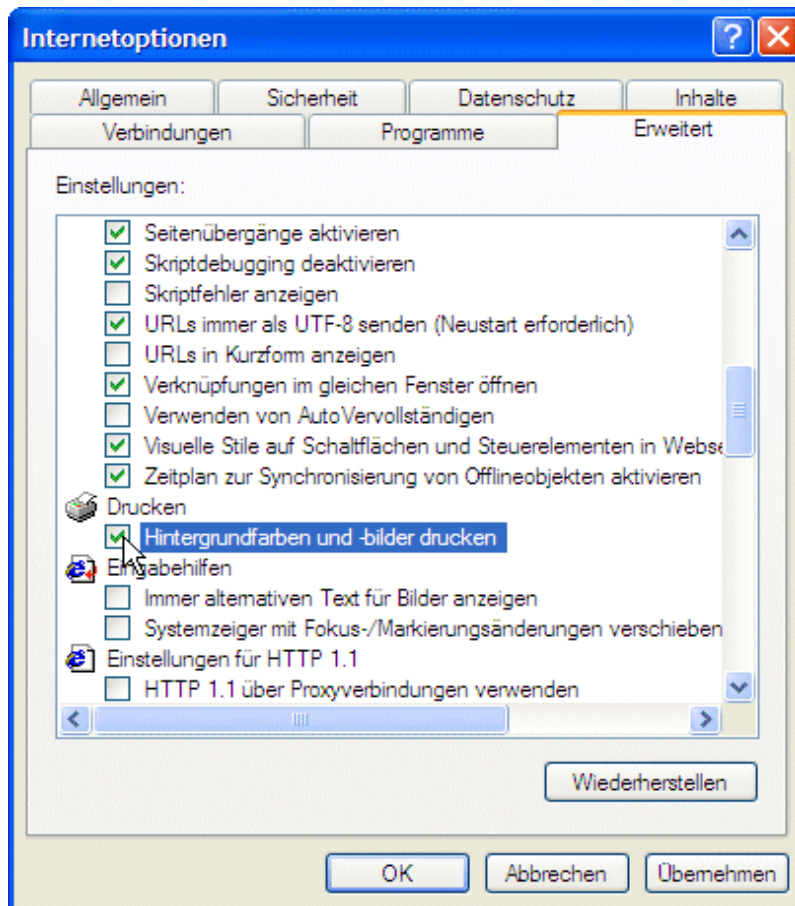 Internetoptionen
Allgemein Sicherheit Datenschutz Inhalte
Verbindungen Programme Erweitert
Einstellungen:
Seitenübergänge aktivieren
Skriptdebugging deaktivieren
Skriptfehler anzeigen
URLs immer als UTF-8 senden (Neustart erforderlich)
URLs in Kurzform anzeigen
Verknüpfungen im gleichen Fenster öffnen
Verwenden von AutoVervollständigen
Visuelle Stile auf Schaltflächen und Steuerelementen in Webse
Zeitplan zur Synchronisierung von Offlineobjekten aktivieren
Drucken
Hintergrundfarben und -bilder drucken
Eingabehilfen
Immer alternativen Text für Bilder anzeigen
Systemzeiger mit Fokus-/Markierungsänderungen verschieben
Einstellungen für HTTP 1.1
HTTP 1.1 über Proxyverbindungen verwenden
Wiederherstellen
OK Abbrechen Übernehmen